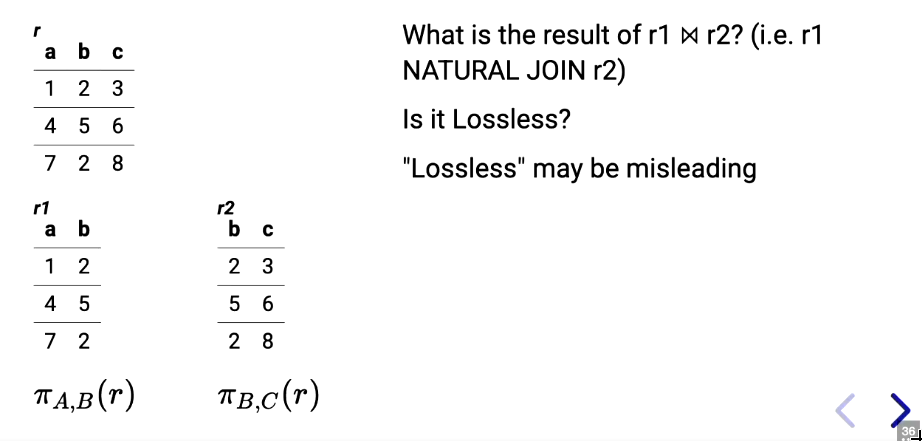 r
a b c
1 2 3
4 5 6
7 2 8
r1
a b
1 2
4 5
7 2
π_{A,B}(r)
r2
b c
2 3
5 6
2 8
π_{B,C}(r)
What is the result of r1 ⋈ r2? (i.e. r1
NATURAL JOIN r2)
Is it Lossless?
"Lossless" may be misleading
36